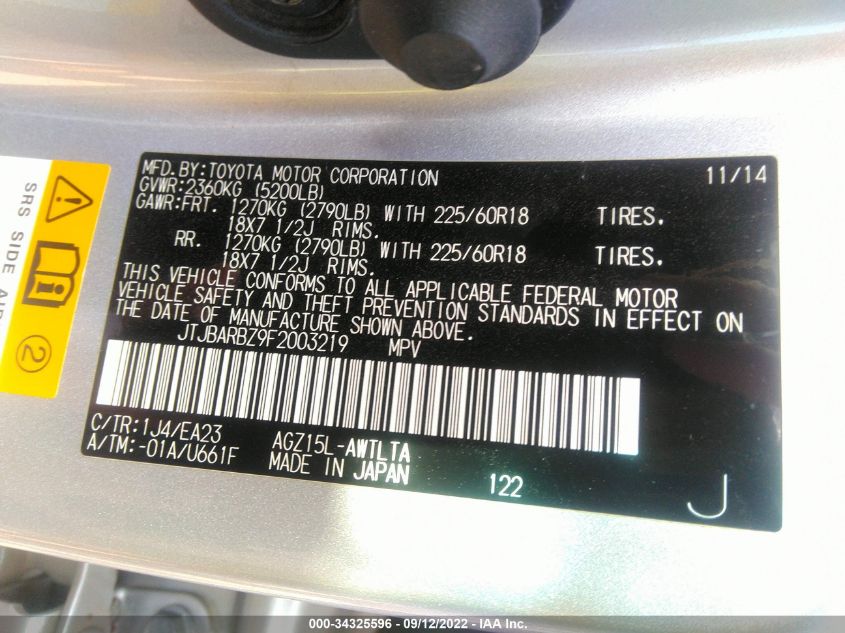 MFD.BY:TOYOTA MOTOR CORPORATION 11/14
GVWR:2360KG (5200LB)
GAWR:FRT. 1270KG (2790LB) WITH 225/60R18 TIRES.
18X7 1/2J RIMS.
RR. 1270KG (2790LB) WITH 225/60R18 TIRES.
18X7 1/2J RIMS.
THIS VEHICLE CONFORMS TO ALL APPLICABLE FEDERAL MOTOR
VEHICLE SAFETY AND THEFT PREVENTION STANDARDS IN EFFECT ON
THE DATE OF MANUFACTURE SHOWN ABOVE.
JTJBARBZ9F2003219 MPV
C/TR:1J4/EA23 AGZ15L-AWTLTA
A/TM:-01A/U661F MADE IN JAPAN 122 J
SRS SIDE
2
000-34325596 - 09/12/2022 - IAA Inc.